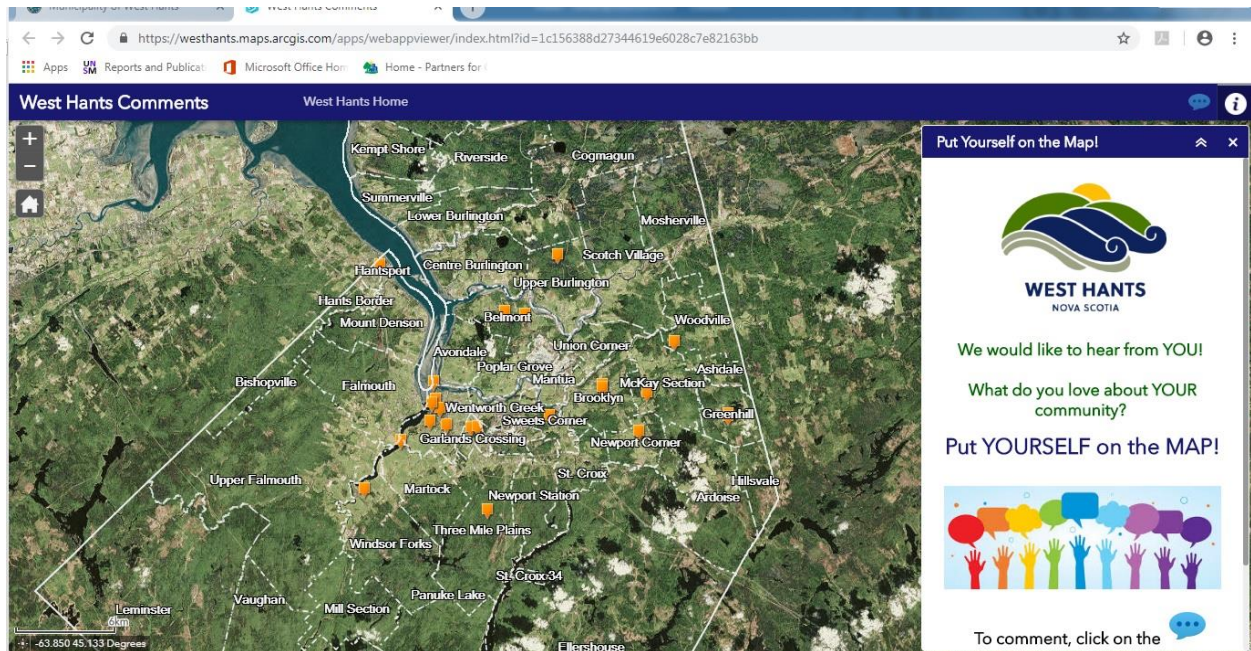 Municipality of West Hants
West Hants Comments
https://westhants.maps.arcgis.com/apps/webappviewer/index.html?id=1c156388d27344619e6028c7e82163bb
Apps UNSM Reports and Publicat Microsoft Office Hom Home - Partners for
West Hants Comments West Hants Home
Put Yourself on the Map!
Kempt Shore
Riverside
Cogmagun
Summerville
Lower Burlington
Mosherville
Scotch Village
Centre Burlington
Hantsport
Upper Burlington
Hants Border
Mount Denson
Belmont
Woodville
Union Corner
Avondale
Poplar Grove
Mantua
Ashdale
Bishopville
Falmouth
McKay Section
Brooklyn
Wentworth Creek
Greenhill
Sweets Corner
Garlands Crossing
Newport Corner
St. Croix
Upper Falmouth
Martock
Hillsvale
Newport Station
Ardoise
Three Mile Plains
Windsor Forks
St. Croix 34
Panuke Lake
Vaughan
Mill Section
Leminster
6km
-63.850 45.133 Degrees
Ellershouse
WEST HANTS
NOVA SCOTIA
We would like to hear from YOU!
What do you love about YOUR
community?
Put YOURSELF on the MAP!
To comment, click on the